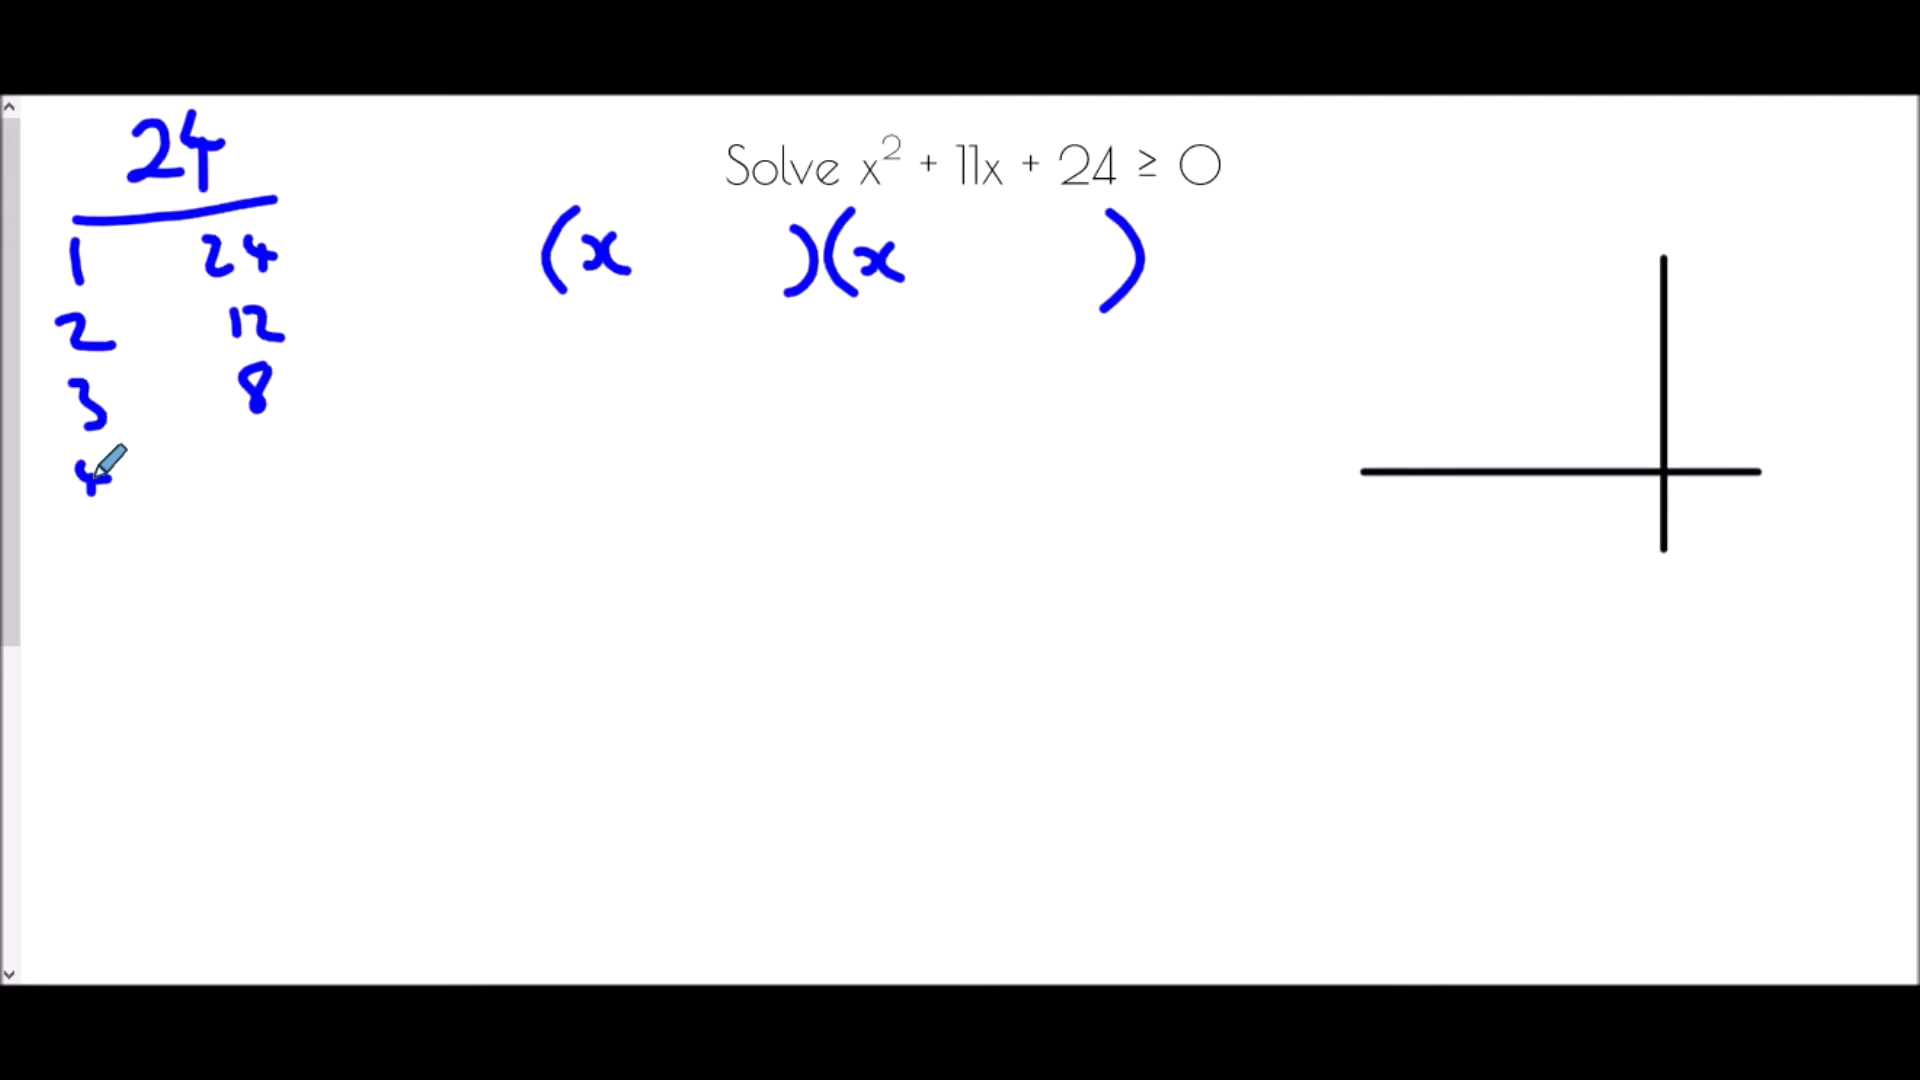 24
Solve x² + 11x + 24 ≥ 0
1 24
(x )(x )
2 12
3 8
4